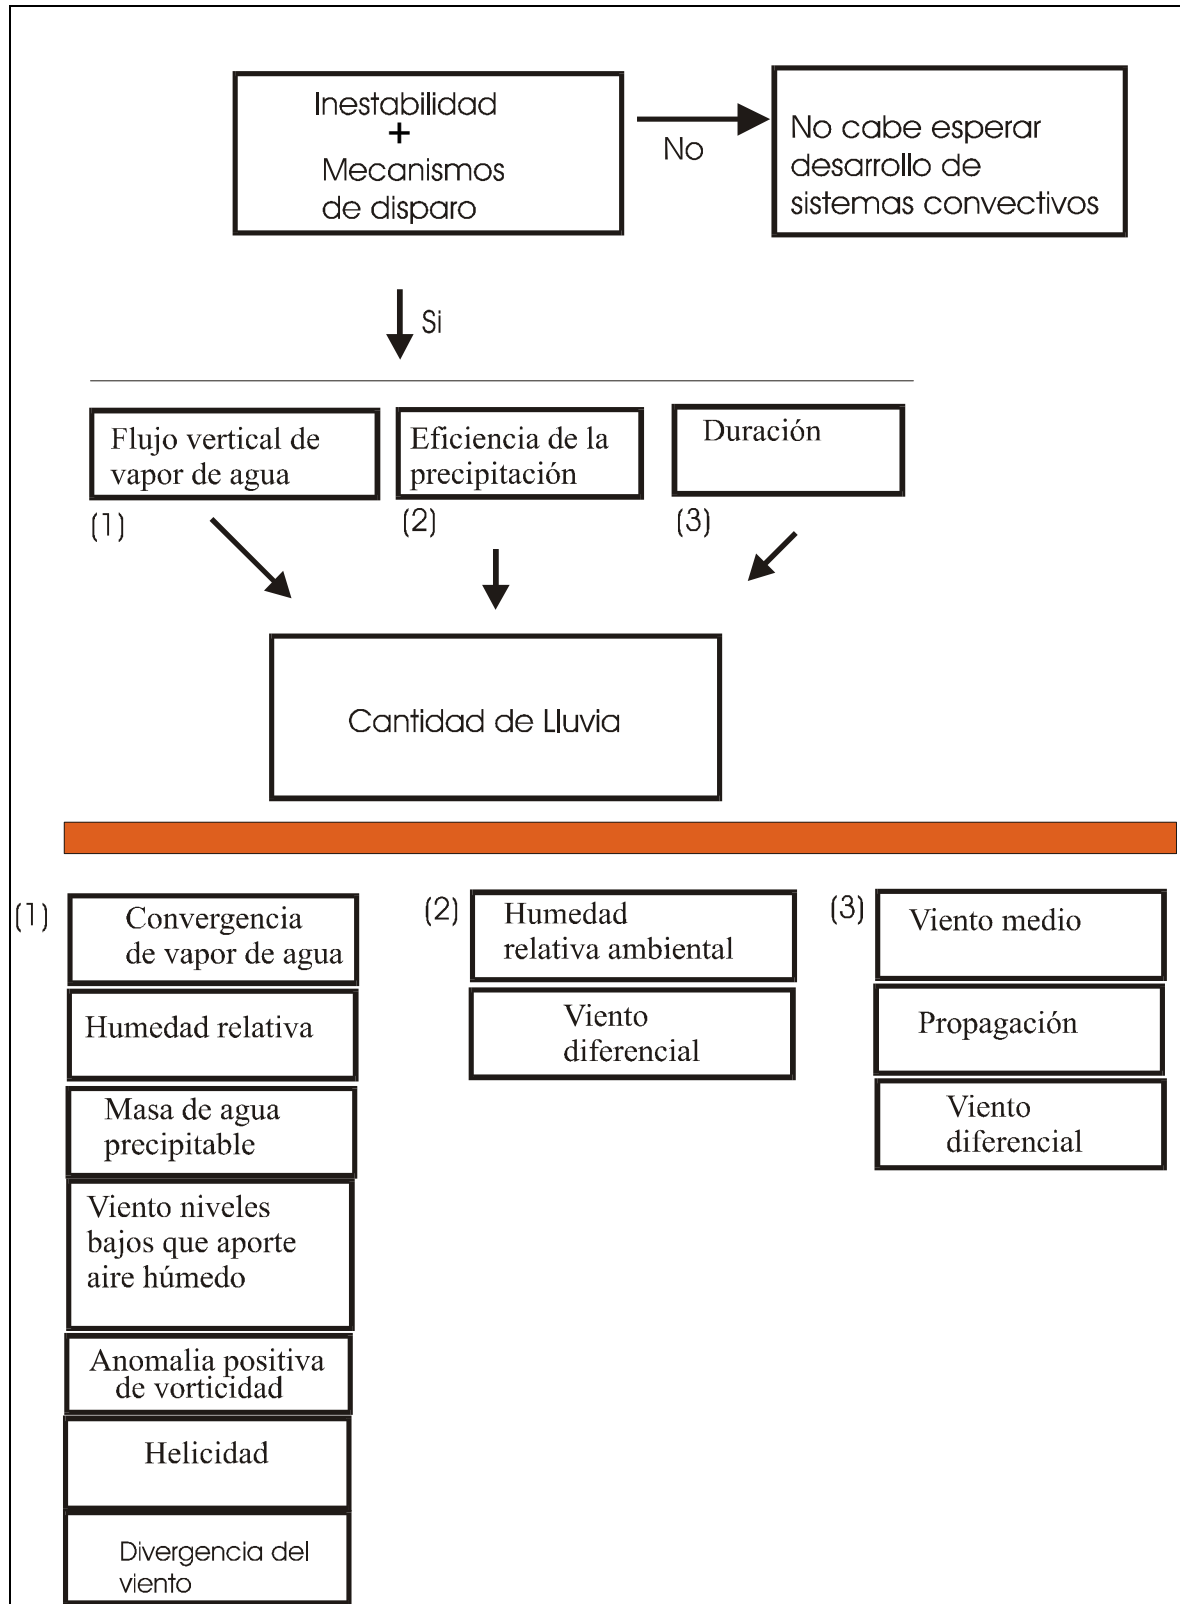 Inestabilidad
+
Mecanismos
de disparo
No
No cabe esperar
desarrollo de
sistemas convectivos
Si
Flujo vertical de
vapor de agua
(1)
Eficiencia de la
precipitación
(2)
Duración
(3)
Cantidad de Lluvia
(1)
Convergencia
de vapor de agua
Humedad relativa
Masa de agua
precipitable
Viento niveles
bajos que aporte
aire húmedo
Anomalia positiva
de vorticidad
Helicidad
Divergencia del
viento
(2)
Humedad
relativa ambiental
Viento
diferencial
(3)
Viento medio
Propagación
Viento
diferencial